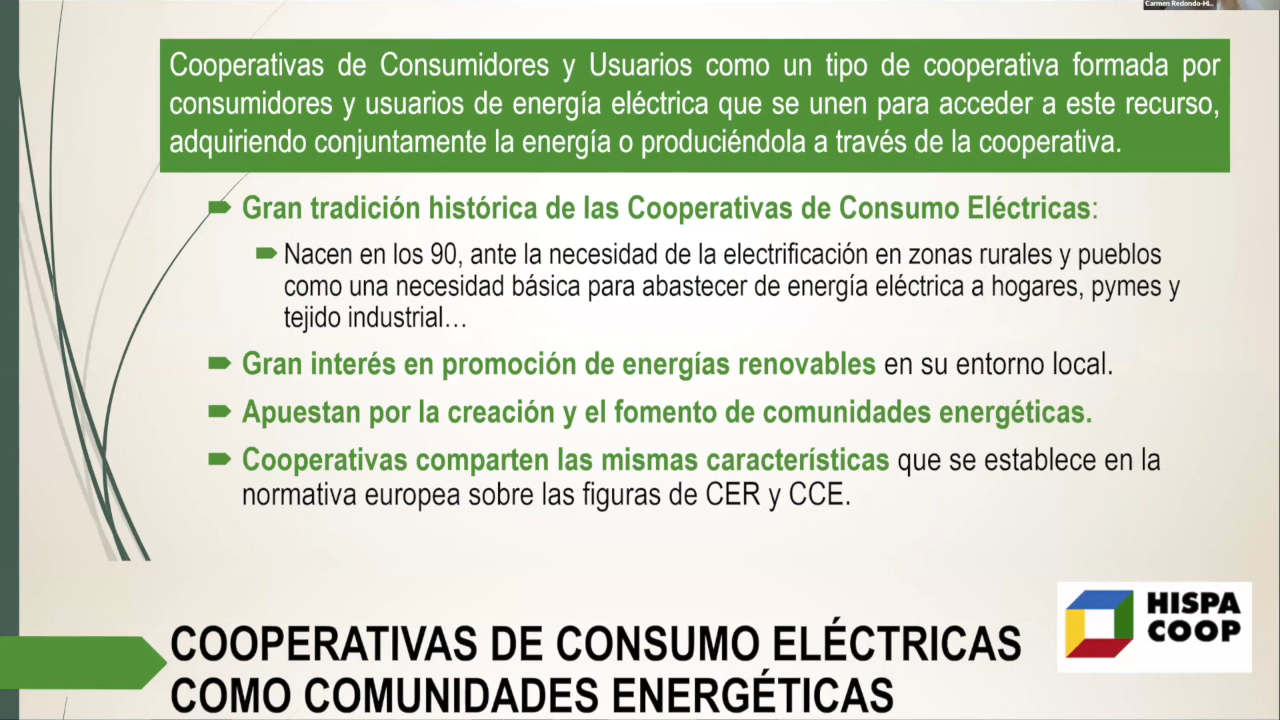 Carmen Redondo-HI...
Cooperativas de Consumidores y Usuarios como un tipo de cooperativa formada por
consumidores y usuarios de energía eléctrica que se unen para acceder a este recurso,
adquiriendo conjuntamente la energía o produciéndola a través de la cooperativa.
Gran tradición histórica de las Cooperativas de Consumo Eléctricas:
Nacen en los 90, ante la necesidad de la electrificación en zonas rurales y pueblos
como una necesidad básica para abastecer de energía eléctrica a hogares, pymes y
tejido industrial…
Gran interés en promoción de energías renovables en su entorno local.
Apuestan por la creación y el fomento de comunidades energéticas.
Cooperativas comparten las mismas características que se establece en la
normativa europea sobre las figuras de CER y CCE.
HISPA
COOP
COOPERATIVAS DE CONSUMO ELÉCTRICAS
COMO COMUNIDADES ENERGÉTICAS